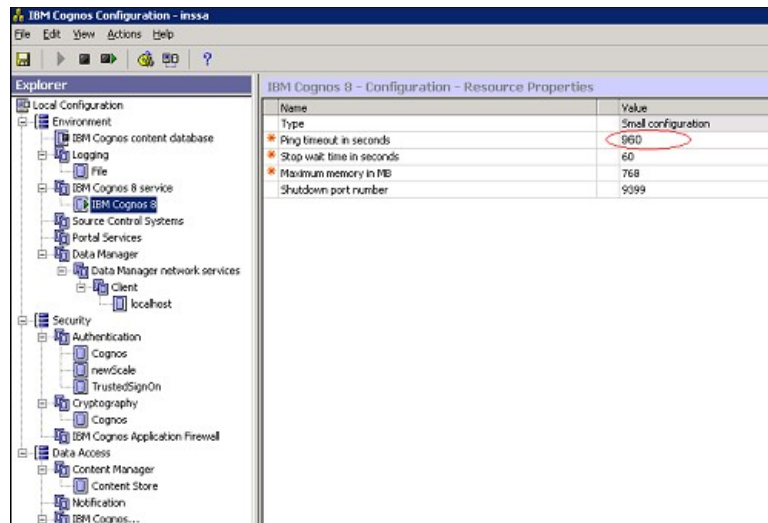 IBM Cognos Configuration - inssa
File Edit View Actions Help
Explorer
Local Configuration
Environment
IBM Cognos content database
Logging
File
IBM Cognos 8 service
IBM Cognos 8
Source Control Systems
Portal Services
Data Manager
Data Manager network services
Client
localhost
Security
Authentication
Cognos
newScale
TrustedSignOn
Cryptography
Cognos
IBM Cognos Application Firewall
Data Access
Content Manager
Content Store
Notification
IBM Cognos...
IBM Cognos 8 - Configuration - Resource Properties
Name Value
Type Small configuration
* Ping timeout in seconds 960
* Stop wait time in seconds 60
* Maximum memory in MB 768
Shutdown port number 9399